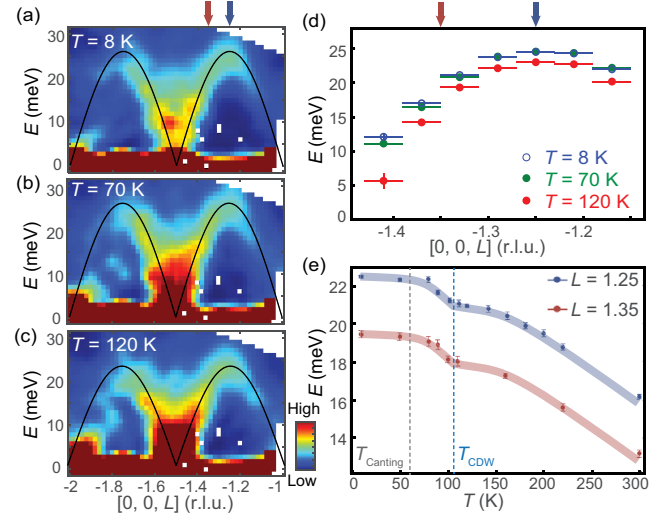 (a)
30
T = 8 K
20
E (meV)
10
0
(b)
30
T = 70 K
20
E (meV)
10
0
(c)
30
T = 120 K
20
E (meV)
10
0
High
Low
-2 -1.8 -1.6 -1.4 -1.2 -1
[0, 0, L] (r.l.u.)
(d)
25
20
E (meV)
15
10
5
0
T = 8 K
T = 70 K
T = 120 K
-1.4 -1.3 -1.2
[0, 0, L] (r.l.u.)
(e)
22
20
E (meV)
18
16
14
L = 1.25
L = 1.35
TCanting
TCDW
0 50 100 150 200 250 300
T (K)